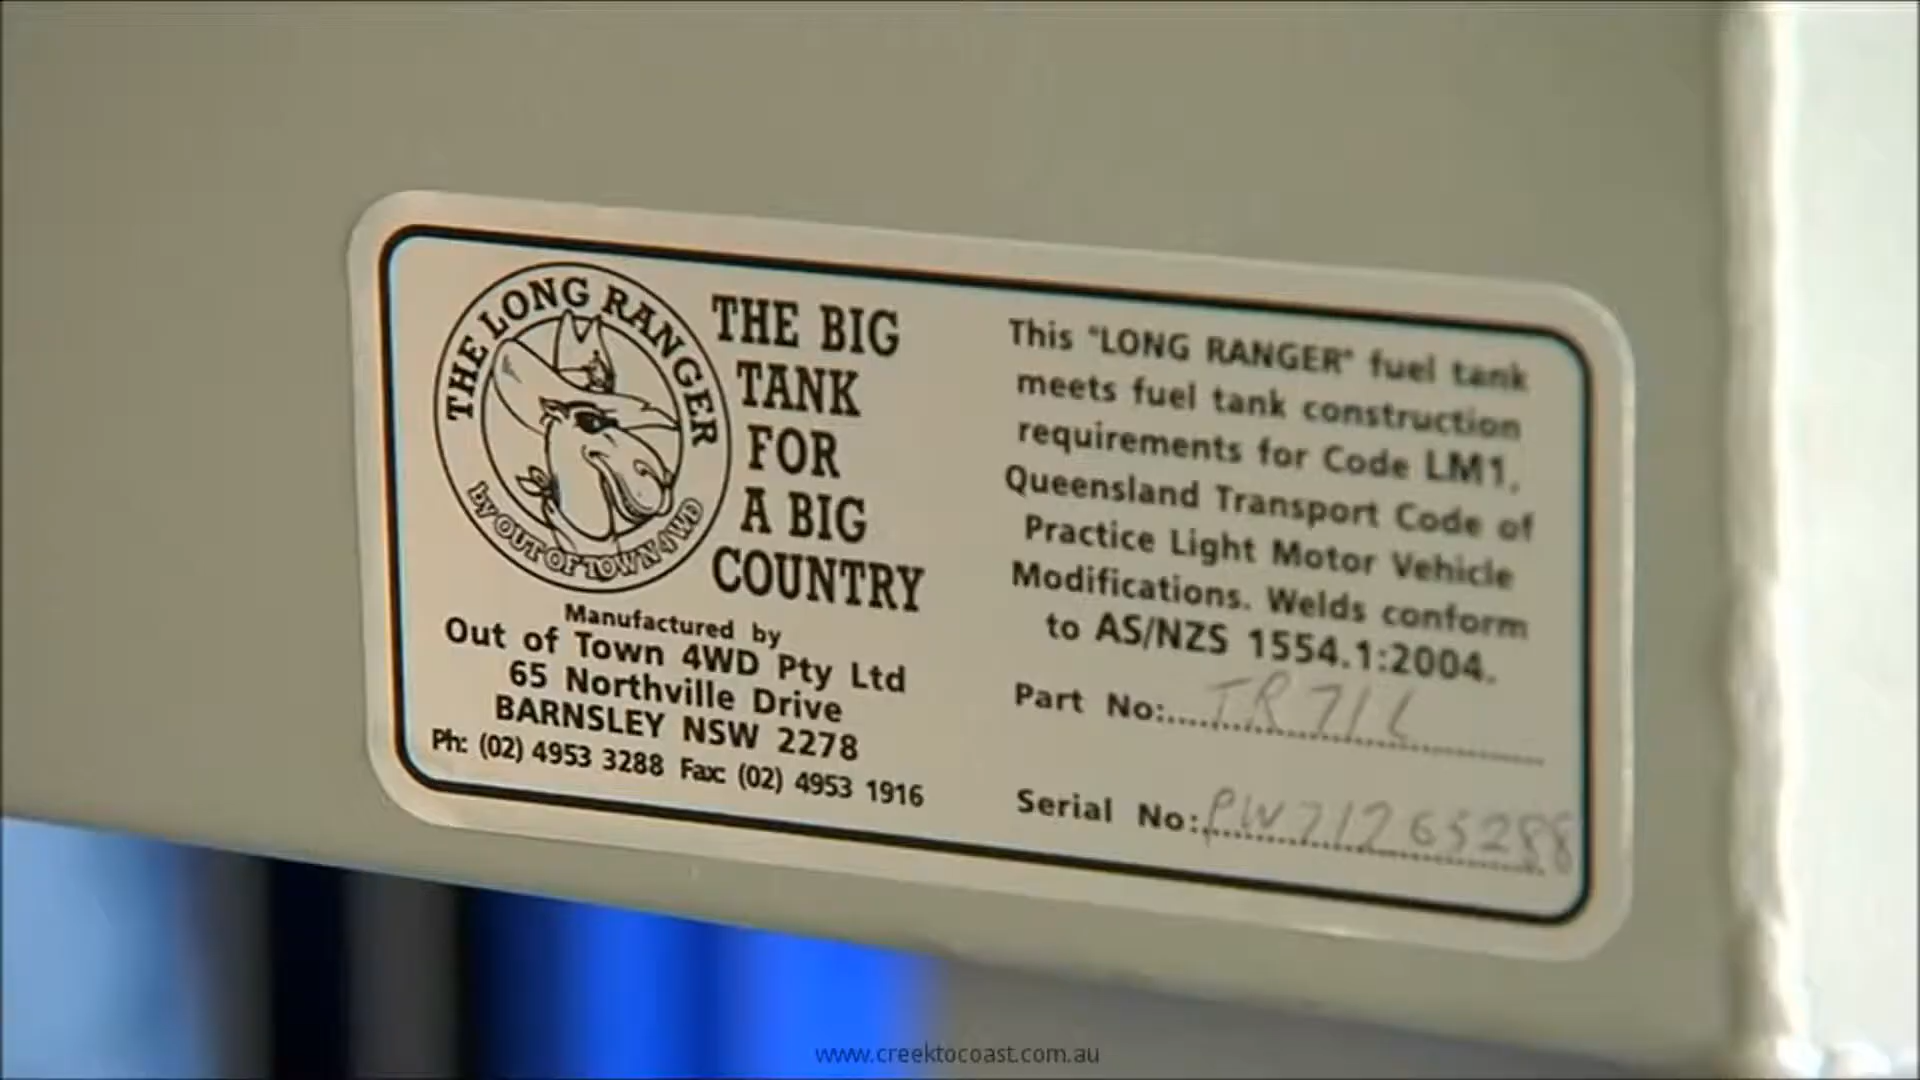 THE LONG RANGER
by OUT OF TOWN 4WD
THE BIG
TANK
FOR
A BIG
COUNTRY
Manufactured by
Out of Town 4WD Pty Ltd
65 Northville Drive
BARNSLEY NSW 2278
Ph: (02) 4953 3288 Fax: (02) 4953 1916
This "LONG RANGER" fuel tank
meets fuel tank construction
requirements for Code LM1,
Queensland Transport Code of
Practice Light Motor Vehicle
Modifications. Welds conform
to AS/NZS 1554.1:2004.
Part No:..... TR71L
Serial No: PW71265288
www.creektocoast.com.au